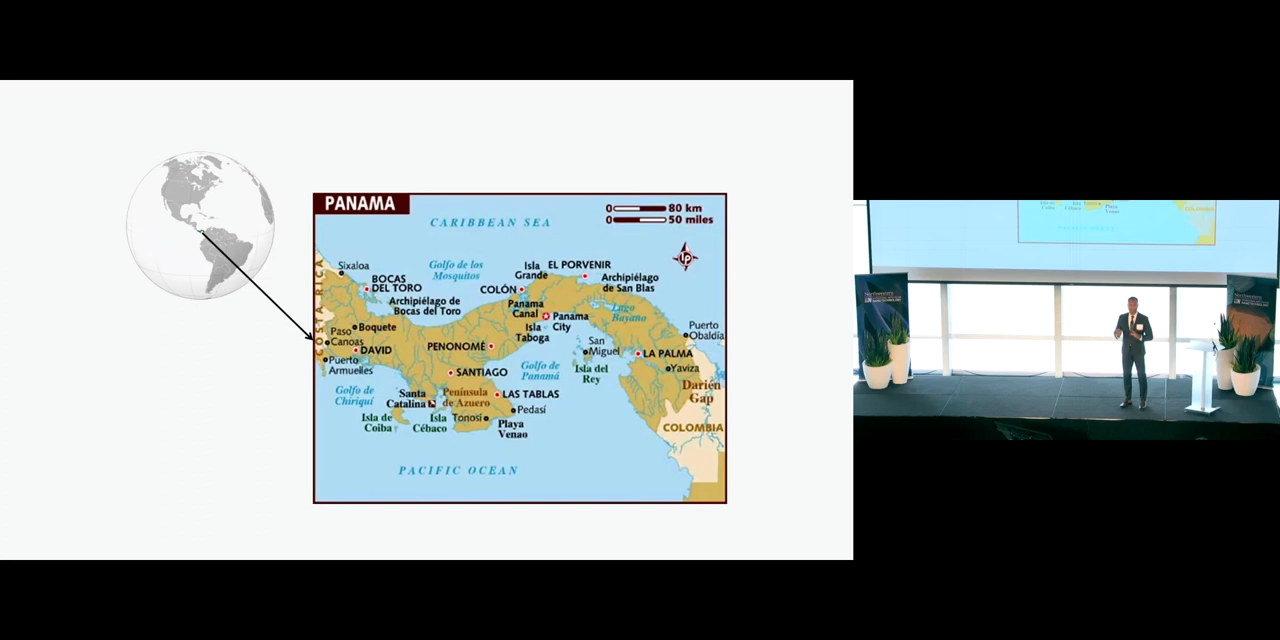 PANAMA
0 80 km
0 50 miles
CARIBBEAN SEA
COSTA RICA
Sixaloa
BOCAS
DEL TORO
Archipiélago de
Bocas del Toro
Golfo de los
Mosquitos
Isla
Grande
EL PORVENIR
COLÓN
Archipiélago
de San Blas
Panama
Canal
Panama
City
Lago
Bayano
Isla
Taboga
Puerto
Obaldía
Paso
Canoas
Boquete
DAVID
Puerto
Armuelles
PENONOMÉ
San
Miguel
LA PALMA
Yaviza
Isla del
Rey
Golfo de
Panamá
SANTIAGO
Golfo de
Chiriquí
Santa
Catalina
Península
de Azuero
LAS TABLAS
Darién
Gap
Isla de
Coiba
Isla
Cébaco
Tonosí
Pedasí
Playa
Venao
COLOMBIA
PACIFIC OCEAN
Northwestern